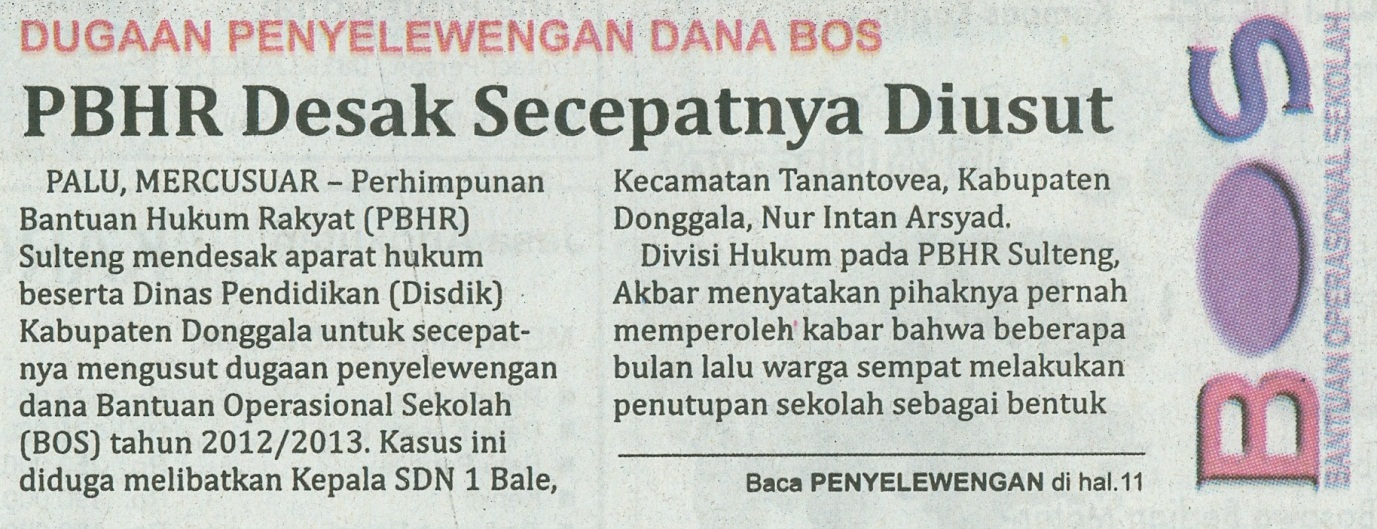 DUGAAN PENYELEWENGAN DANA BOS
PBHR Desak Secepatnya Diusut
PALU, MERCUSUAR – Perhimpunan
Bantuan Hukum Rakyat (PBHR)
Sulteng mendesak aparat hukum
beserta Dinas Pendidikan (Disdik)
Kabupaten Donggala untuk secepat-
nya mengusut dugaan penyelewengan
dana Bantuan Operasional Sekolah
(BOS) tahun 2012/2013. Kasus ini
diduga melibatkan Kepala SDN 1 Bale,
Kecamatan Tanantovea, Kabupaten
Donggala, Nur Intan Arsyad.
Divisi Hukum pada PBHR Sulteng,
Akbar menyatakan pihaknya pernah
memperoleh kabar bahwa beberapa
bulan lalu warga sempat melakukan
penutupan sekolah sebagai bentuk
Baca PENYELEWENGAN di hal.11
BOS
BANTUAN OPERASIONAL SEKOLAH